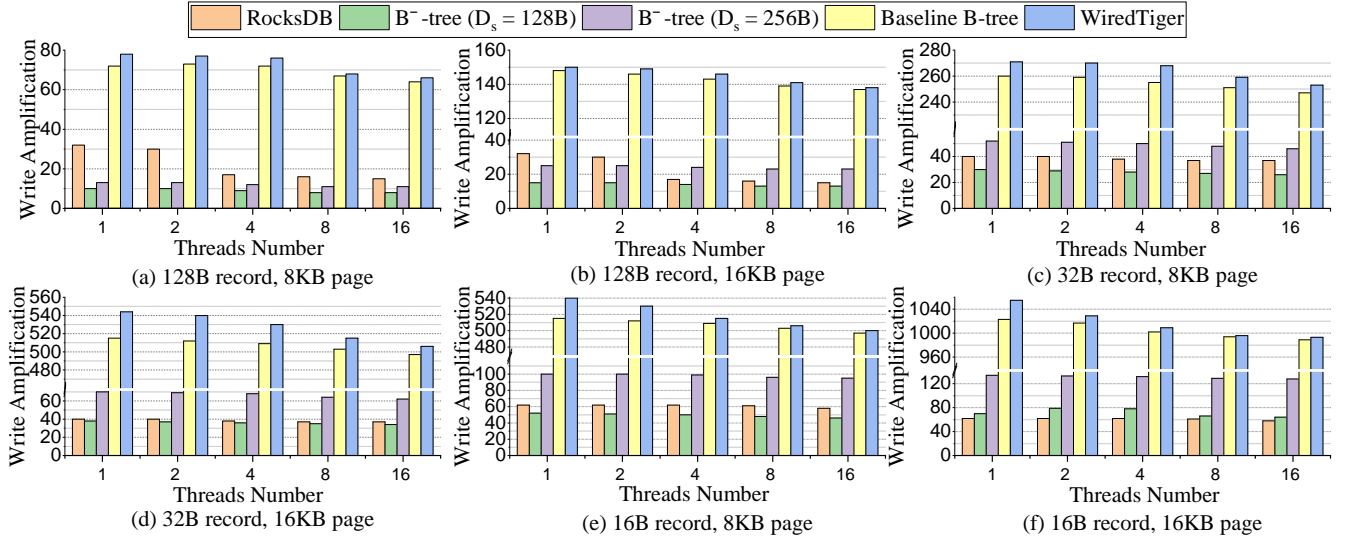 RocksDB B⁻-tree (Dₛ = 128B) B⁻-tree (Dₛ = 256B) Baseline B-tree WiredTiger
Write Amplification
80
60
40
20
0
1 2 4 8 16
Threads Number
(a) 128B record, 8KB page
Write Amplification
160
140
120
40
20
0
1 2 4 8 16
Threads Number
(b) 128B record, 16KB page
Write Amplification
280
260
240
40
20
0
1 2 4 8 16
Threads Number
(c) 32B record, 8KB page
Write Amplification
560
540
520
500
480
60
40
20
0
1 2 4 8 16
Threads Number
(d) 32B record, 16KB page
Write Amplification
540
520
500
480
100
80
60
40
20
0
1 2 4 8 16
Threads Number
(e) 16B record, 8KB page
Write Amplification
1040
1000
960
120
80
40
0
1 2 4 8 16
Threads Number
(f) 16B record, 16KB page